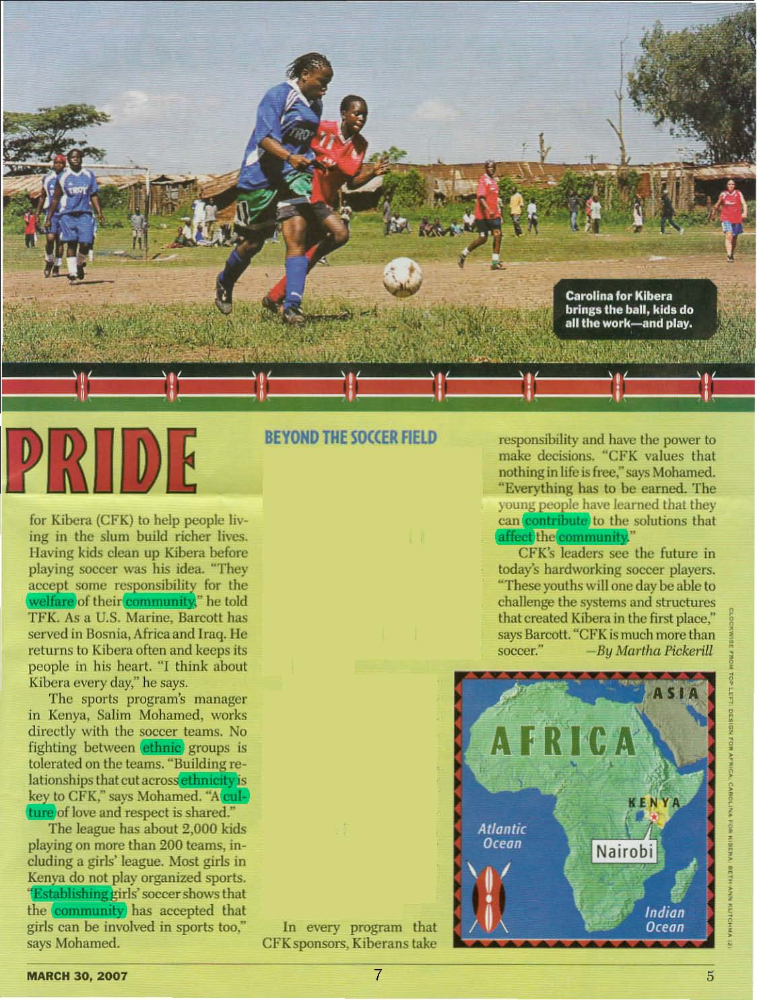 TROY
TROY
11
Carolina for Kibera
brings the ball, kids do
all the work—and play.
PRIDE
for Kibera (CFK) to help people liv-
ing in the slum build richer lives.
Having kids clean up Kibera before
playing soccer was his idea. “They
accept some responsibility for the
welfare of their community,” he told
TFK. As a U.S. Marine, Barcott has
served in Bosnia, Africa and Iraq. He
returns to Kibera often and keeps its
people in his heart. “I think about
Kibera every day,” he says.
The sports program’s manager
in Kenya, Salim Mohamed, works
directly with the soccer teams. No
fighting between ethnic groups is
tolerated on the teams. “Building re-
lationships that cut across ethnicity is
key to CFK,” says Mohamed. “A cul-
ture of love and respect is shared.”
The league has about 2,000 kids
playing on more than 200 teams, in-
cluding a girls’ league. Most girls in
Kenya do not play organized sports.
“Establishing girls’ soccer shows that
the community has accepted that
girls can be involved in sports too,”
says Mohamed.
BEYOND THE SOCCER FIELD
In every program that
CFK sponsors, Kiberans take
responsibility and have the power to
make decisions. “CFK values that
nothing in life is free,” says Mohamed.
“Everything has to be earned. The
young people have learned that they
can contribute to the solutions that
affect the community.”
CFK’s leaders see the future in
today’s hardworking soccer players.
“These youths will one day be able to
challenge the systems and structures
that created Kibera in the first place,”
says Barcott. “CFK is much more than
soccer.” —By Martha Pickerill
ASIA
AFRICA
KENYA
Atlantic
Ocean
Nairobi
Indian
Ocean
CLOCKWISE FROM TOP LEFT: DESIGN FOR AFRICA; CAROLINA FOR KIBERA; BETH-ANN KUTCHMA (2)
MARCH 30, 2007
7
5